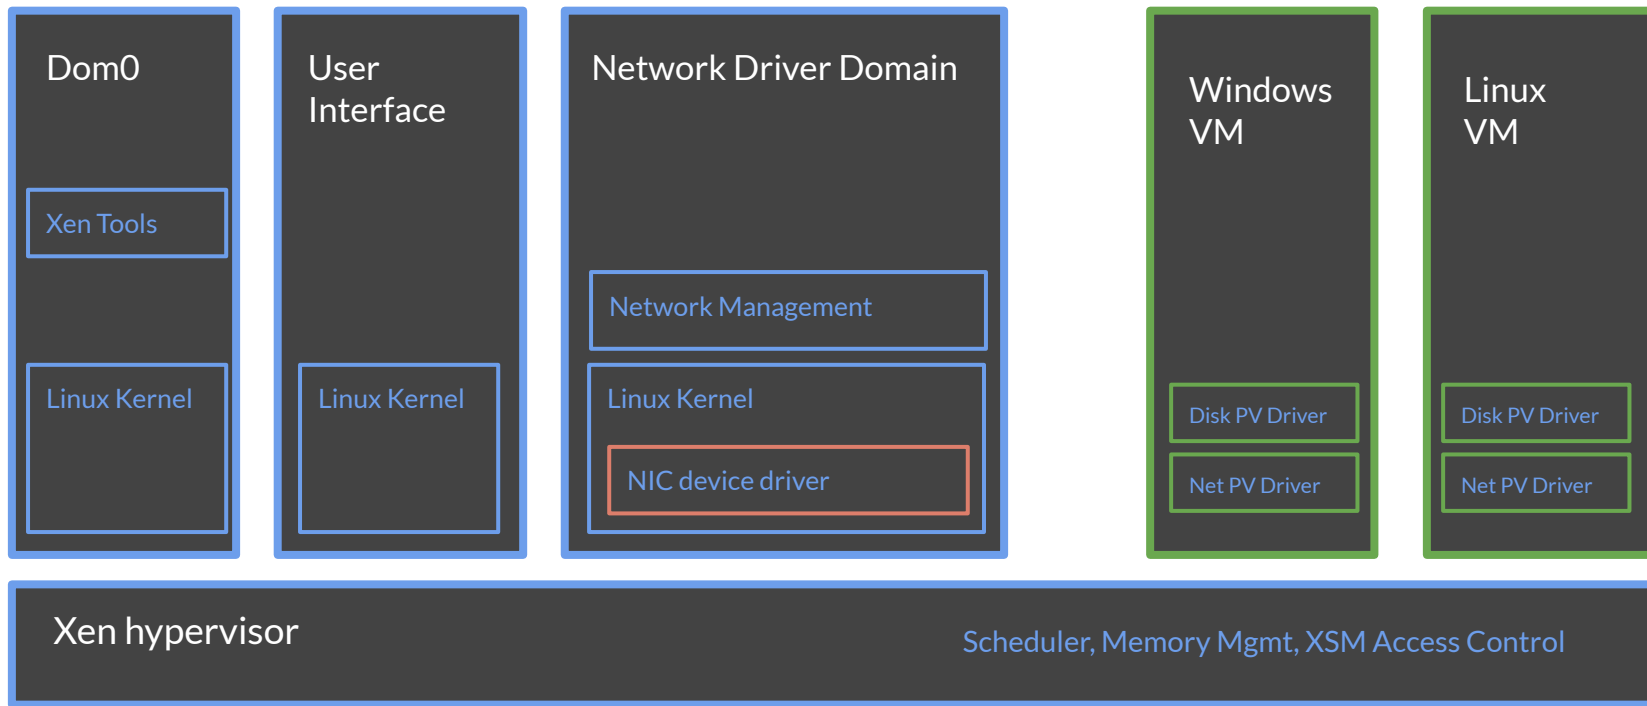 Dom0
Xen Tools
Linux Kernel
User
Interface
Linux Kernel
Network Driver Domain
Network Management
Linux Kernel
NIC device driver
Windows
VM
Disk PV Driver
Net PV Driver
Linux
VM
Disk PV Driver
Net PV Driver
Xen hypervisor
Scheduler, Memory Mgmt, XSM Access Control